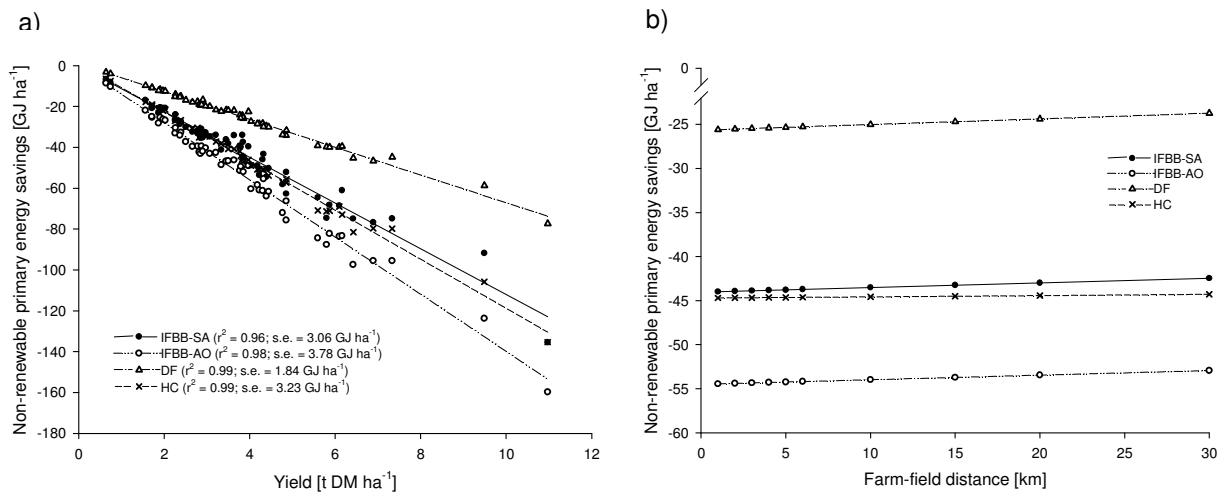 a)
Non-renewable primary energy savings [GJ ha⁻¹]
0
-20
-40
-60
-80
-100
-120
-140
-160
-180
IFBB-SA (r² = 0.96; s.e. = 3.06 GJ ha⁻¹)
IFBB-AO (r² = 0.98; s.e. = 3.78 GJ ha⁻¹)
DF (r² = 0.99; s.e. = 1.84 GJ ha⁻¹)
HC (r² = 0.99; s.e. = 3.23 GJ ha⁻¹)
0 2 4 6 8 10 12
Yield [t DM ha⁻¹]
b)
Non-renewable primary energy savings [GJ ha⁻¹]
0
-25
-30
-35
-40
-45
-50
-55
-60
IFBB-SA
IFBB-AO
DF
HC
0 5 10 15 20 25 30
Farm-field distance [km]